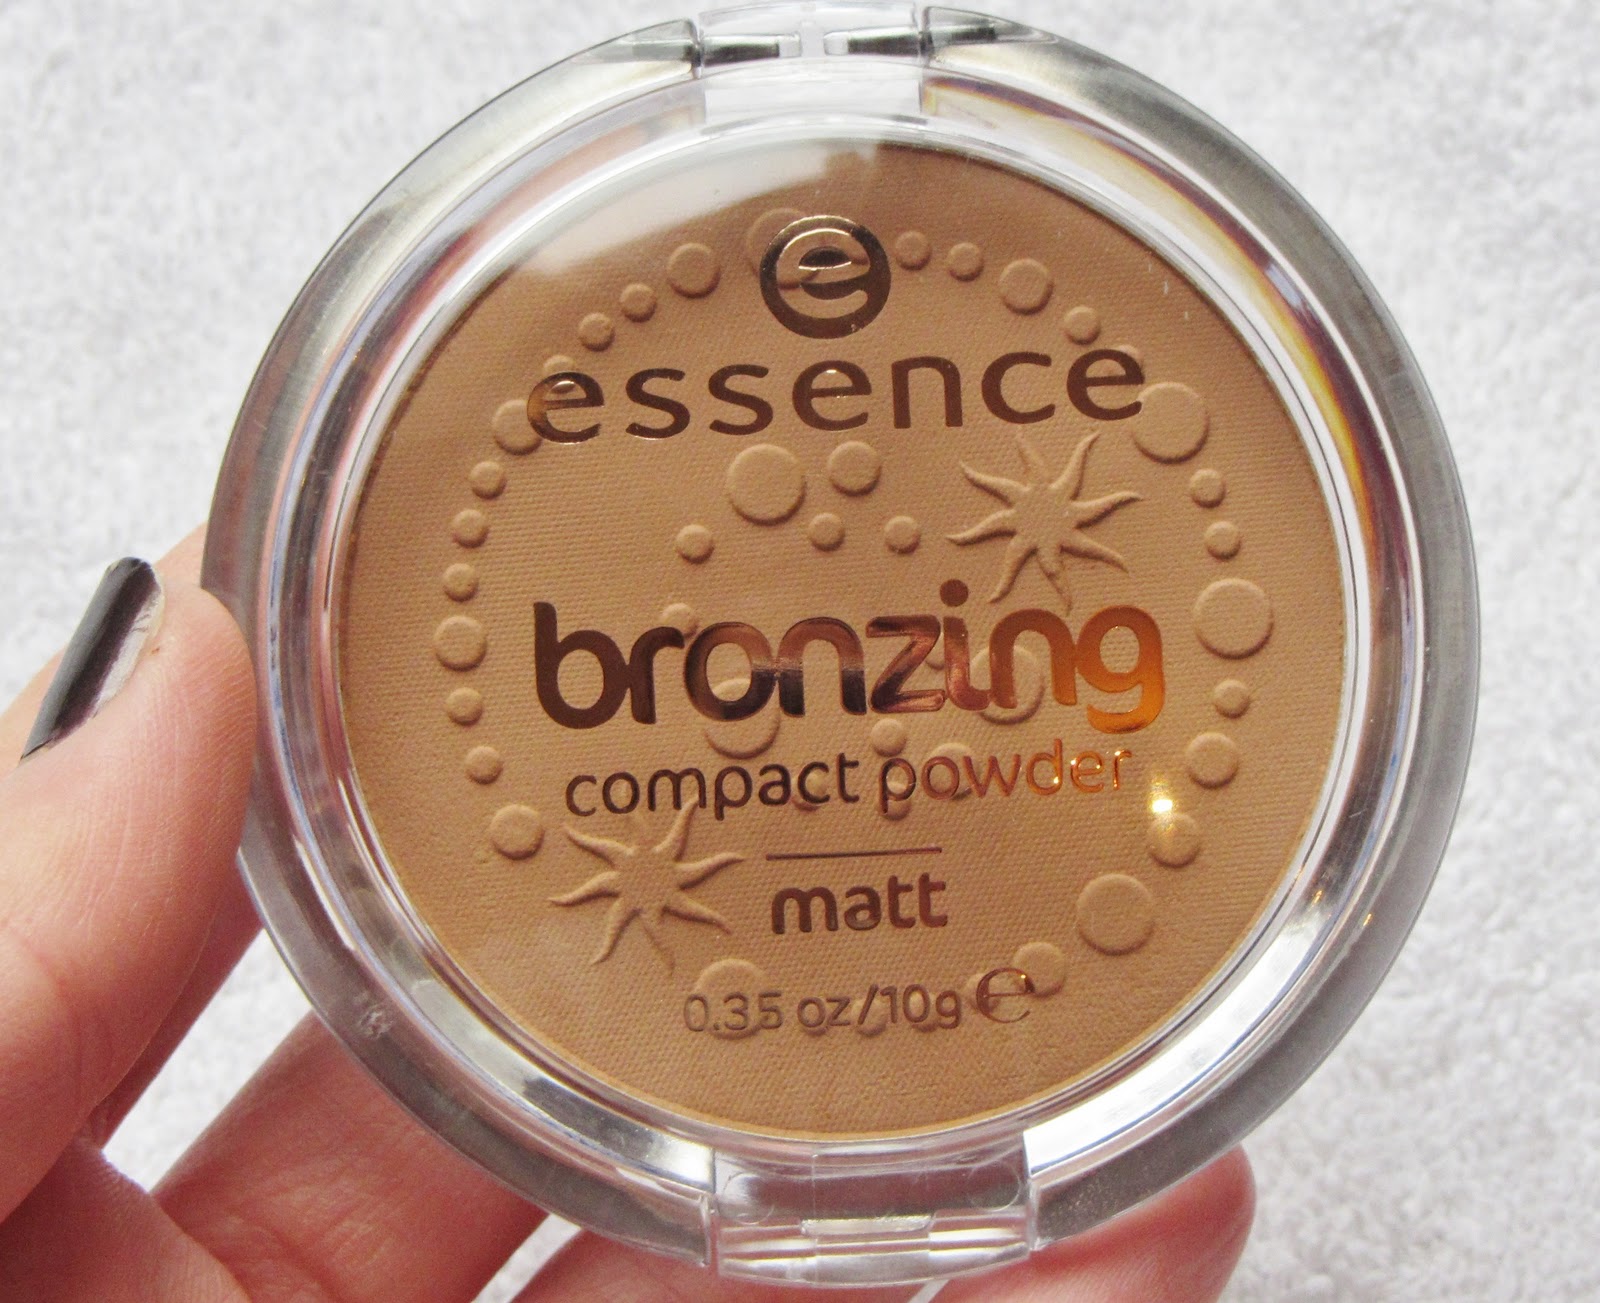 e
essence
bronzing
compact powder
matt
0.35 oz/10g ℮